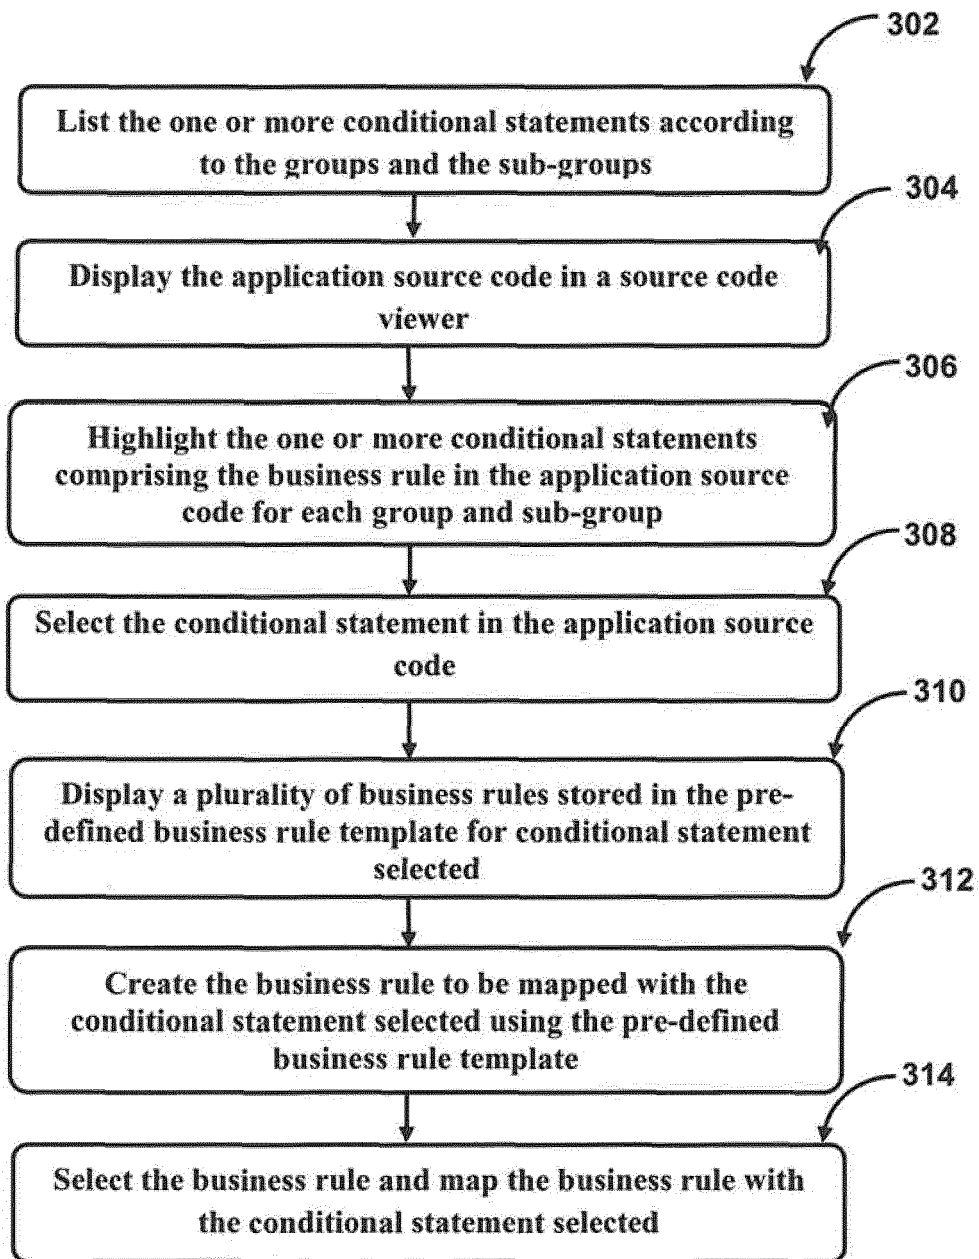 302
List the one or more conditional statements according
to the groups and the sub-groups
304
Display the application source code in a source code
viewer
306
Highlight the one or more conditional statements
comprising the business rule in the application source
code for each group and sub-group
308
Select the conditional statement in the application source
code
310
Display a plurality of business rules stored in the pre-
defined business rule template for conditional statement
selected
312
Create the business rule to be mapped with the
conditional statement selected using the pre-defined
business rule template
314
Select the business rule and map the business rule with
the conditional statement selected